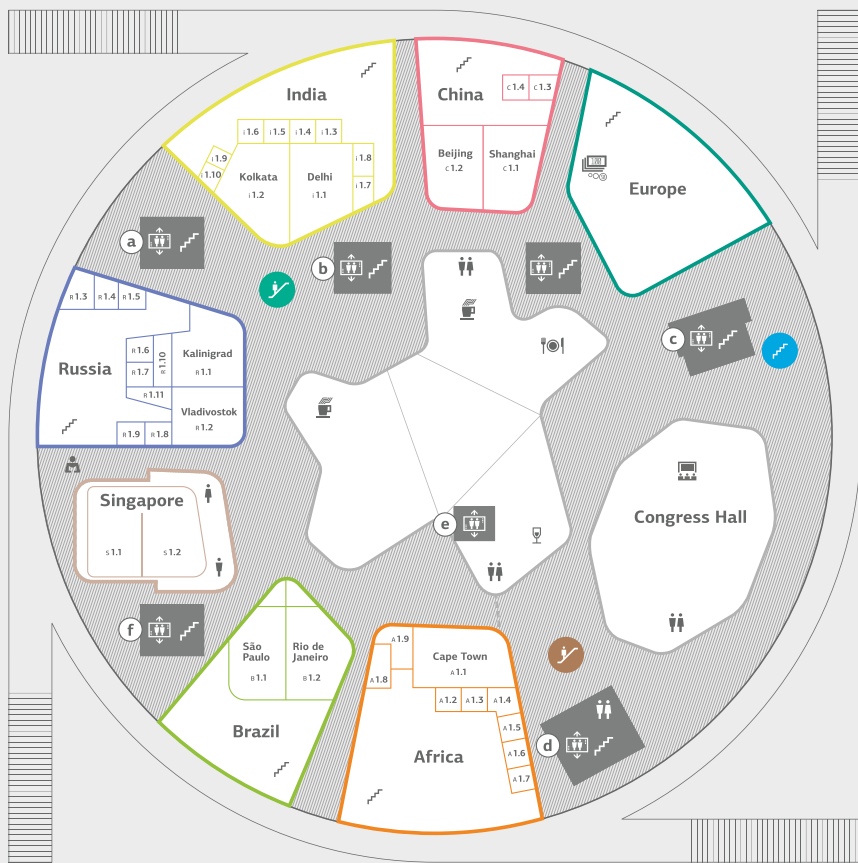 India
I 1.6
I 1.5
I 1.4
I 1.3
I 1.9
I 1.10
Kolkata
I 1.2
Delhi
I 1.1
I 1.8
I 1.7
China
C 1.4
C 1.3
Beijing
C 1.2
Shanghai
C 1.1
Europe
a
b
c
Russia
R 1.3
R 1.4
R 1.5
R 1.6
R 1.7
R 1.10
R 1.11
R 1.9
R 1.8
Kalinigrad
R 1.1
Vladivostok
R 1.2
Singapore
S 1.1
S 1.2
e
Congress Hall
f
São
Paulo
B 1.1
Rio de
Janeiro
B 1.2
Brazil
A 1.9
A 1.8
Cape Town
A 1.1
A 1.2
A 1.3
A 1.4
A 1.5
A 1.6
A 1.7
Africa
d